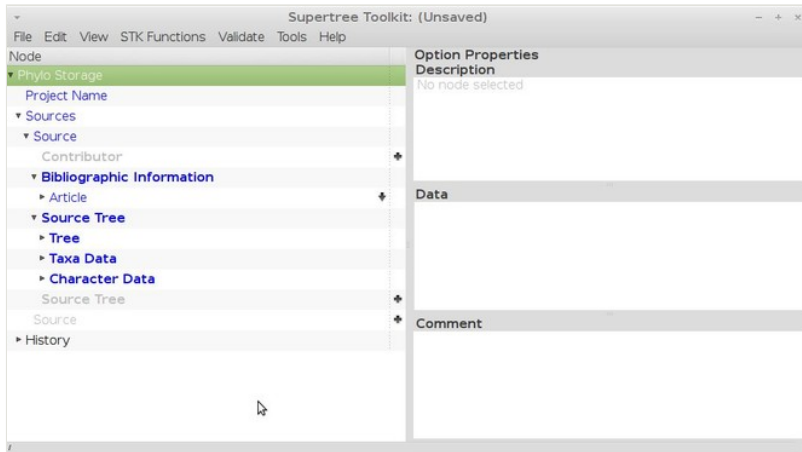 Supertree Toolkit: (Unsaved)
File Edit View STK Functions Validate Tools Help
Node
Phylo Storage
Project Name
Sources
Source
Contributor
Bibliographic Information
Article
Source Tree
Tree
Taxa Data
Character Data
Source Tree
Source
History
Option Properties
Description
No node selected
Data
Comment
/